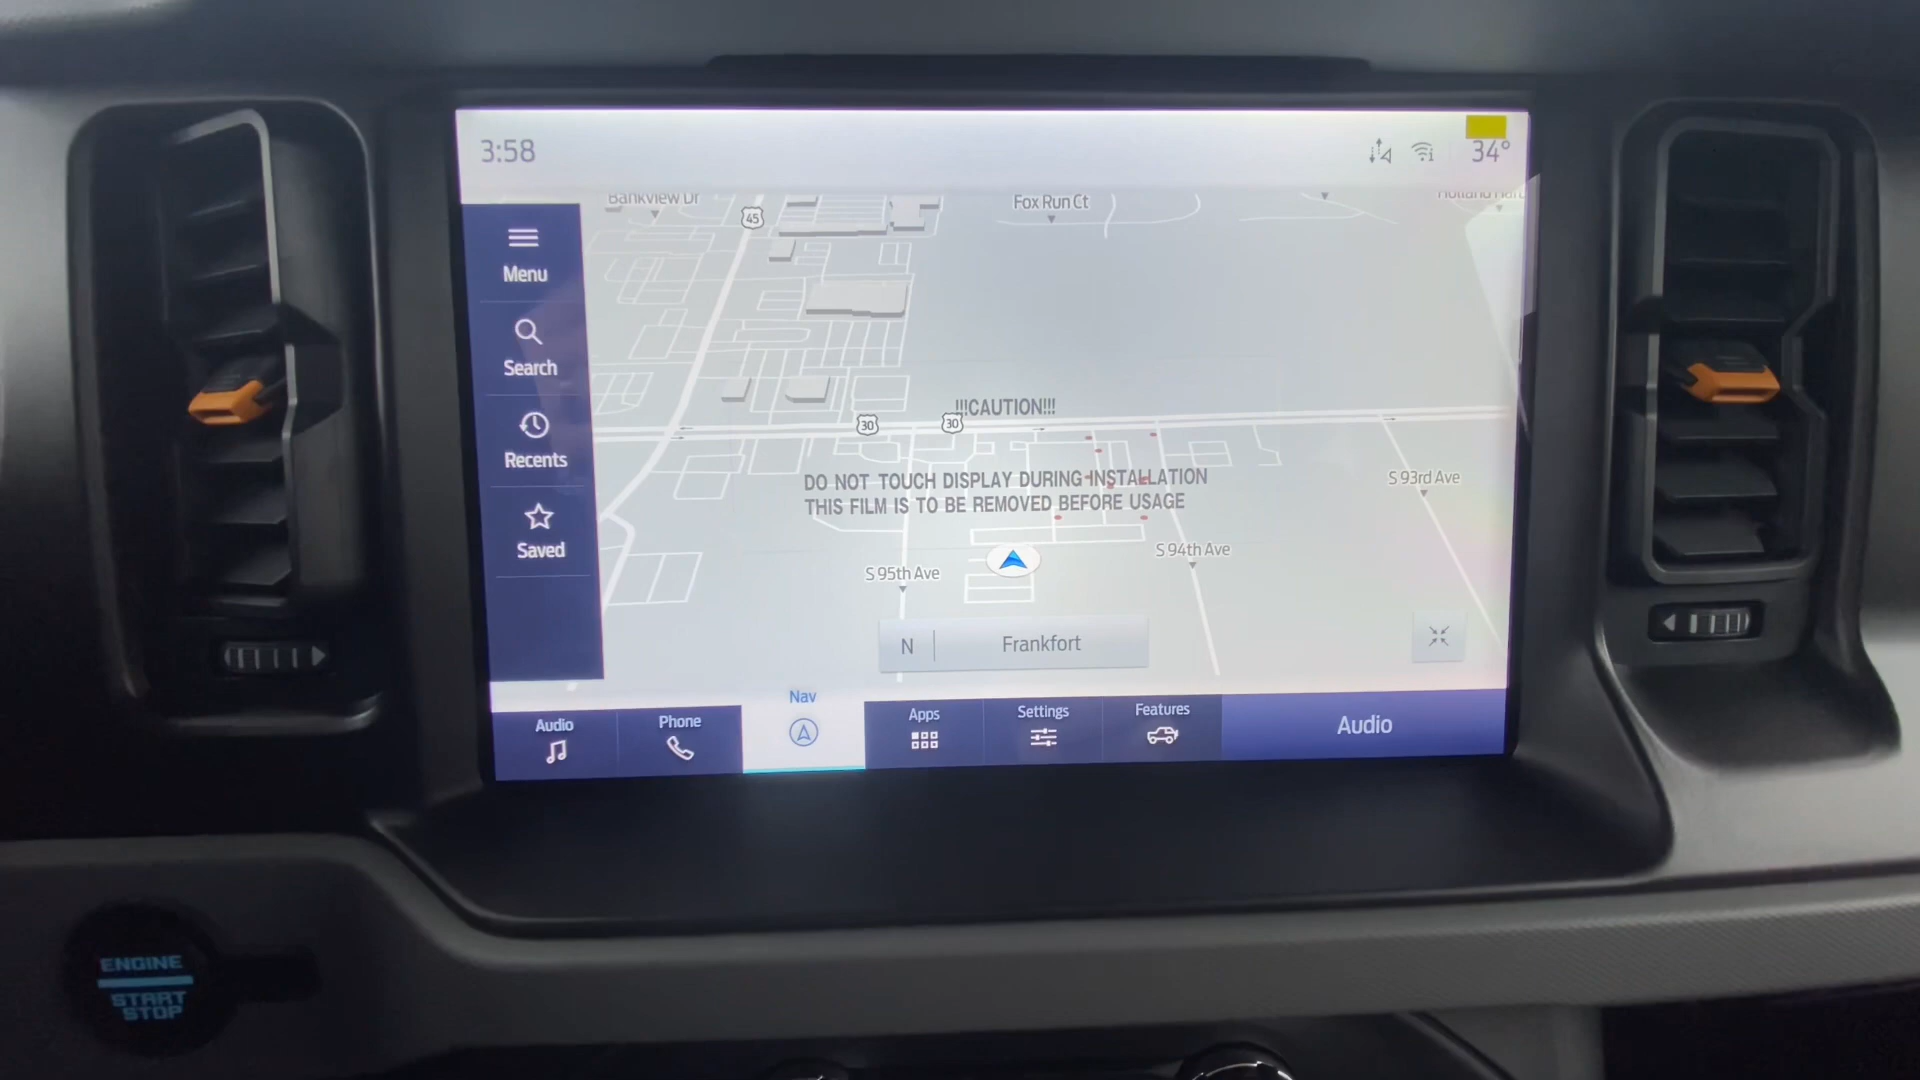 3:58
34°
Bankview Dr
45
Fox Run Ct
Menu
Search
Recents
Saved
!!!CAUTION!!!
30
30
DO NOT TOUCH DISPLAY DURING INSTALLATION
THIS FILM IS TO BE REMOVED BEFORE USAGE
S 93rd Ave
S 94th Ave
S 95th Ave
N
Frankfort
Audio
Phone
Nav
Apps
Settings
Features
Audio
ENGINE
START
STOP